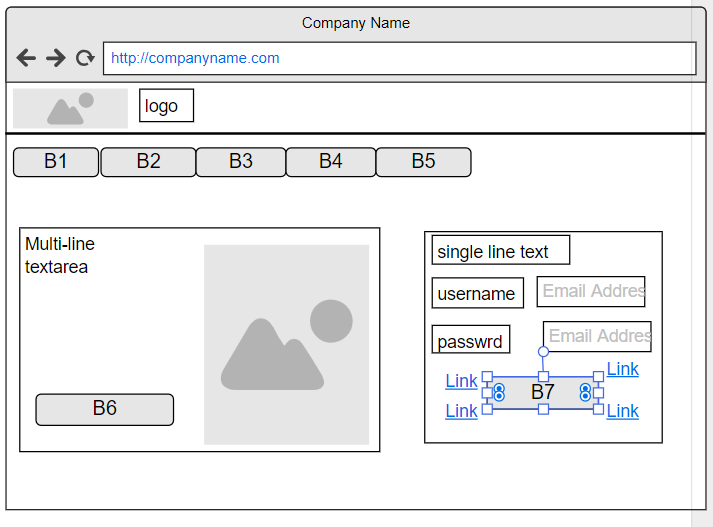 Company Name
http://companyname.com
logo
B1
B2
B3
B4
B5
Multi-line
textarea
B6
single line text
username
Email Addres
passwrd
Email Addres
Link
Link
B7
Link
Link